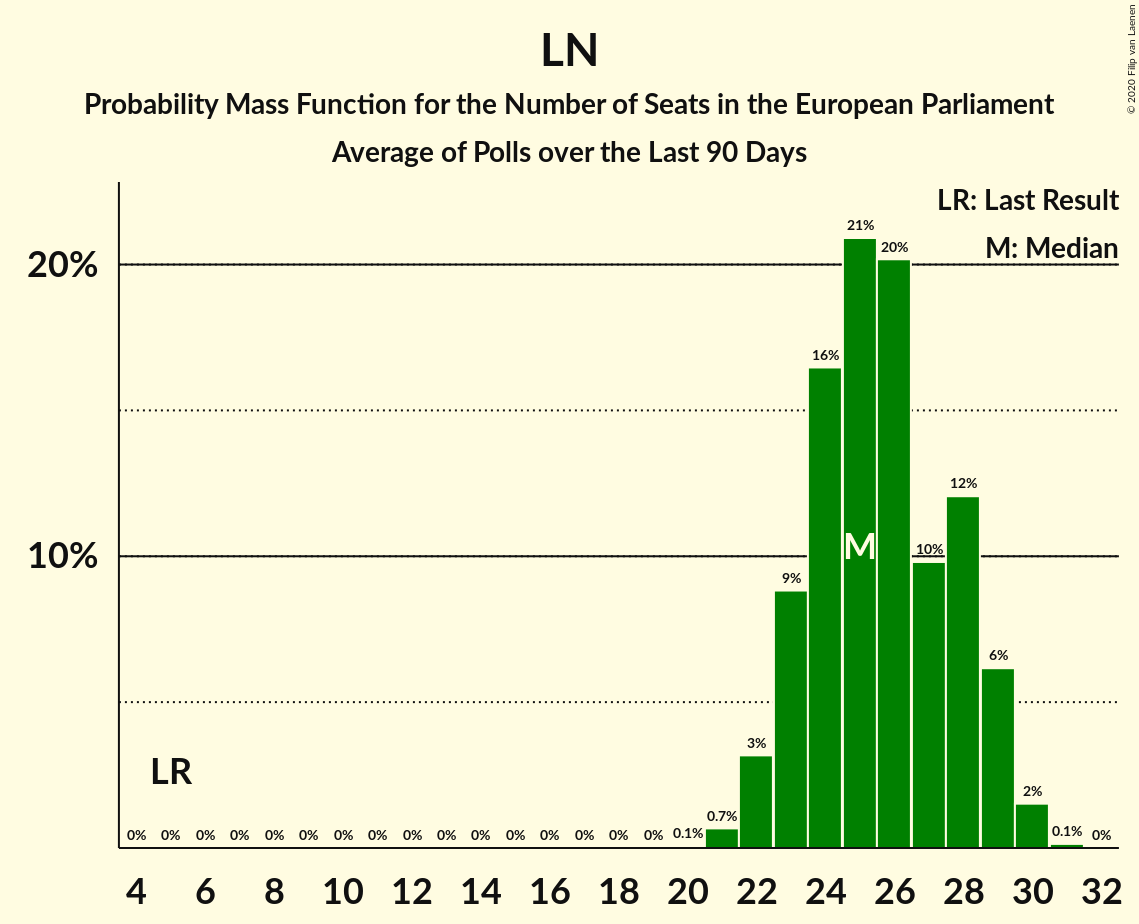 LN
Probability Mass Function for the Number of Seats in the European Parliament
Average of Polls over the Last 90 Days
© 2020 Filip van Laenen
LR: Last Result
M: Median
20%
10%
21%
20%
16%
12%
10%
9%
6%
3%
2%
0.7%
0.1%
0.1%
M
LR
0% 0% 0% 0% 0% 0% 0% 0% 0% 0% 0% 0% 0% 0% 0% 0% 0%
4 6 8 10 12 14 16 18 20 22 24 26 28 30 32